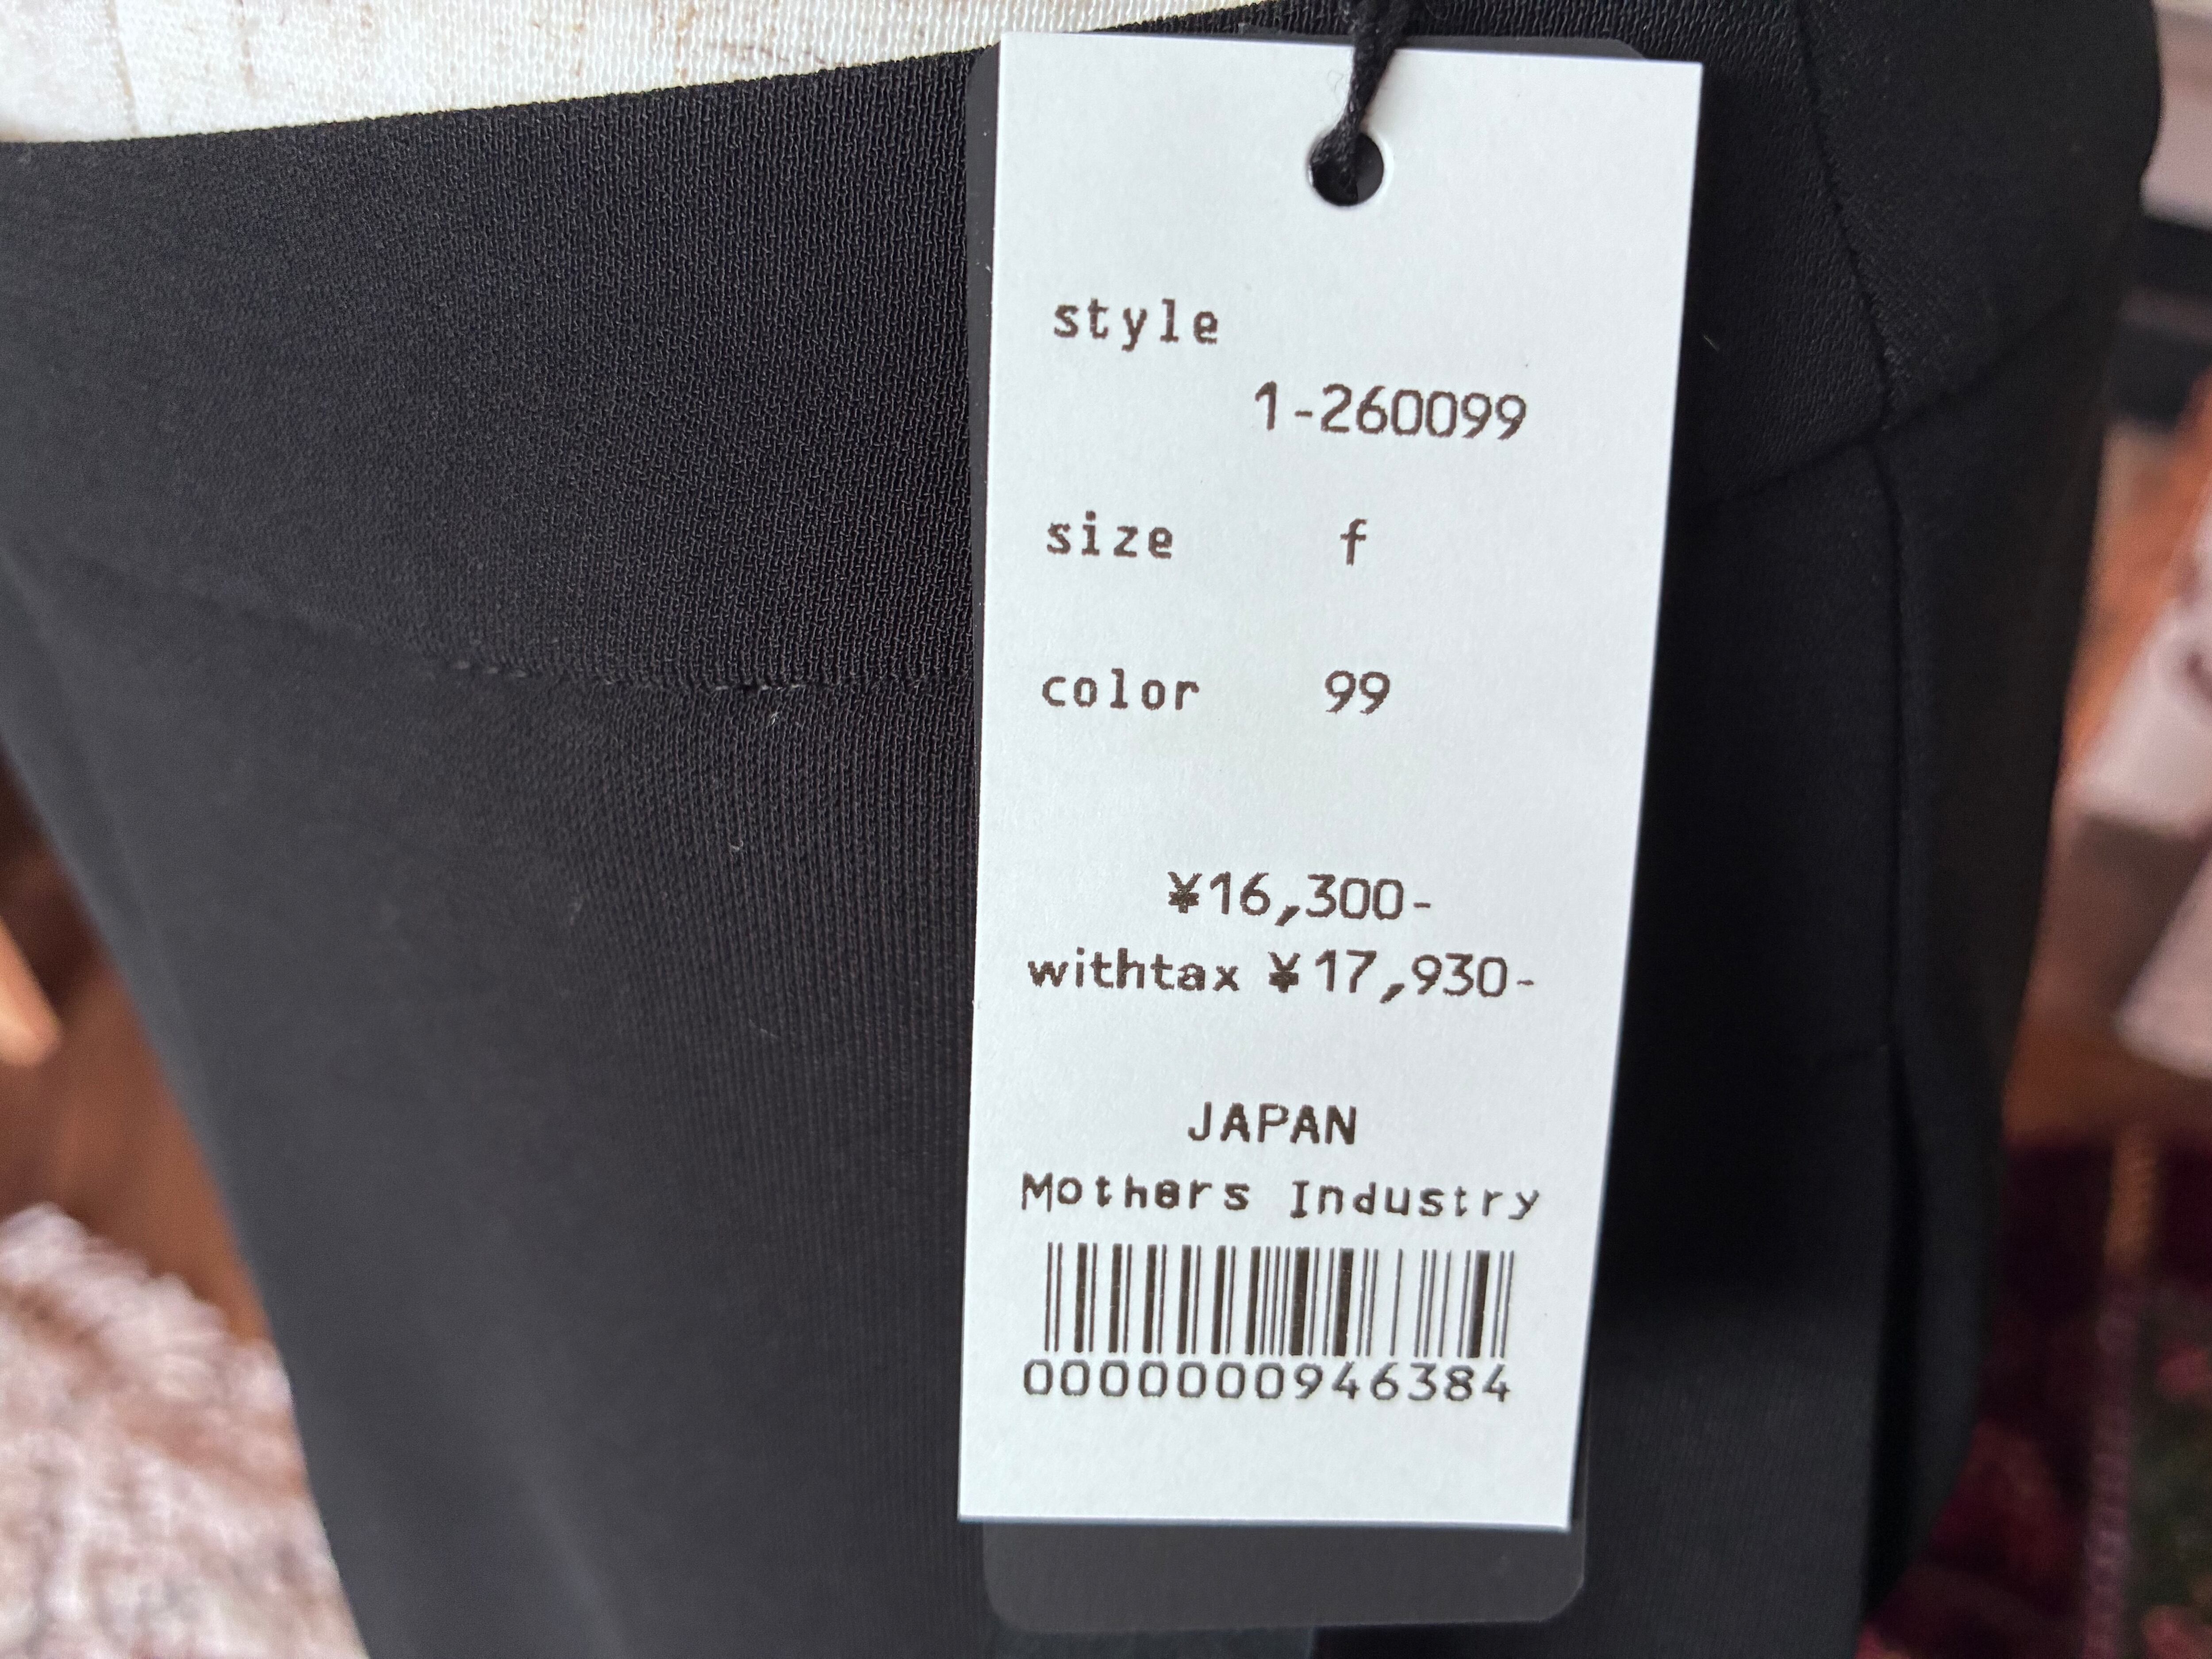 style
1-260099
size f
color 99
¥16,300-
withtax ¥17,930-
JAPAN
Mothers Industry
0000000946384